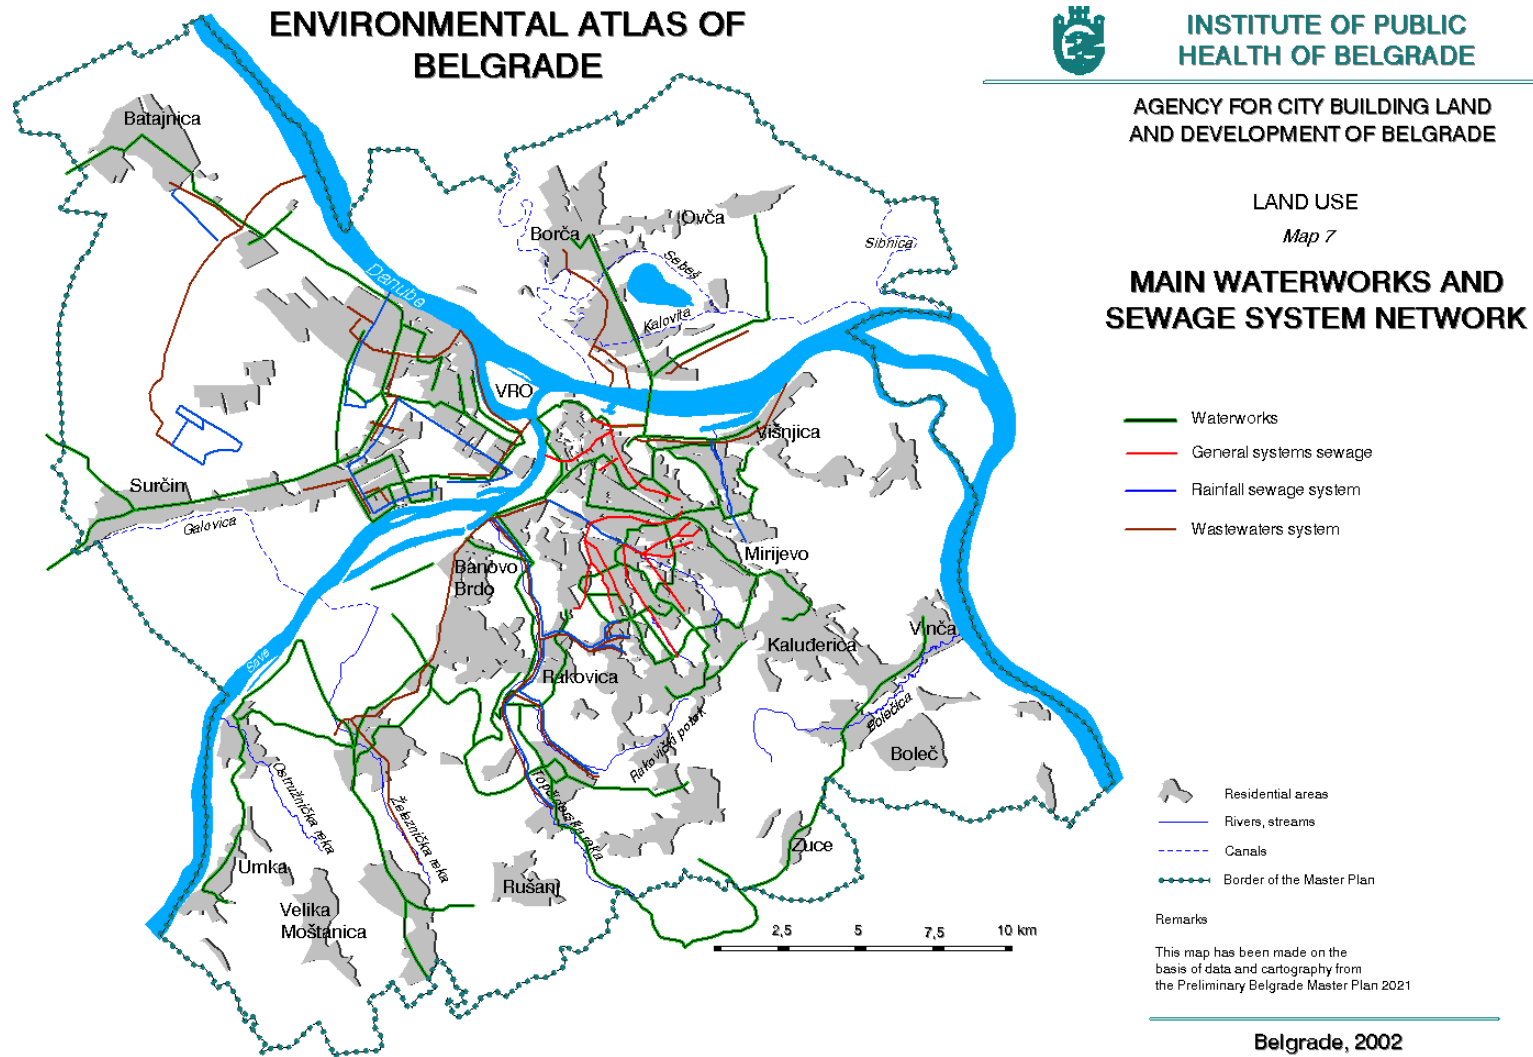 ENVIRONMENTAL ATLAS OF
BELGRADE
INSTITUTE OF PUBLIC
HEALTH OF BELGRADE
AGENCY FOR CITY BUILDING LAND
AND DEVELOPMENT OF BELGRADE
LAND USE
Map 7
MAIN WATERWORKS AND
SEWAGE SYSTEM NETWORK
Waterworks
General systems sewage
Rainfall sewage system
Wastewaters system
Residential areas
Rivers, streams
Canals
Border of the Master Plan
Remarks
This map has been made on the
basis of data and cartography from
the Preliminary Belgrade Master Plan 2021
Belgrade, 2002
Batajnica
Ovča
Borča
Sibnica
Sebeš
Danube
Kalovita
VRO
Višnjica
Surčin
Galovica
Mirijevo
Banovo
Brdo
Vinča
Kaluđerica
Sava
Rakovica
Bolečica
Rakovički potok
Boleč
Ostružnička reka
Železnička reka
Topčiderska reka
Zuce
Umka
Rušanj
Velika
Moštanica
2,5
5
7,5
10 km